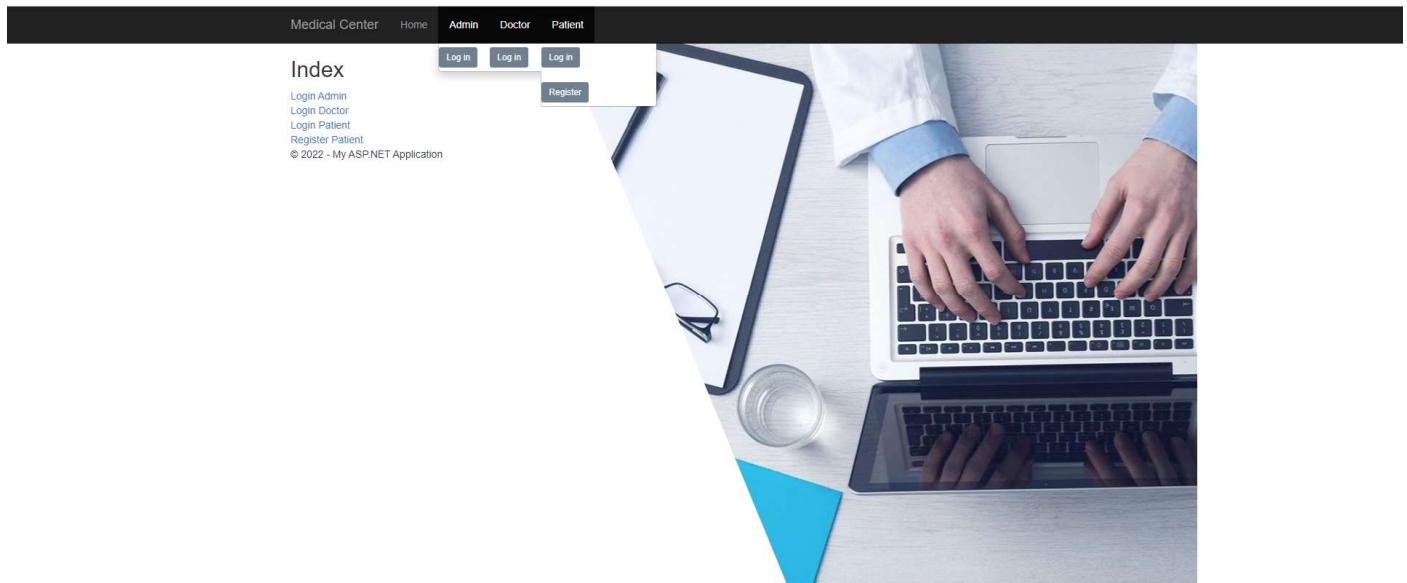 Medical Center Home Admin Doctor Patient
Log in Log in Log in
Register
Index
Login Admin
Login Doctor
Login Patient
Register Patient
© 2022 - My ASP.NET Application